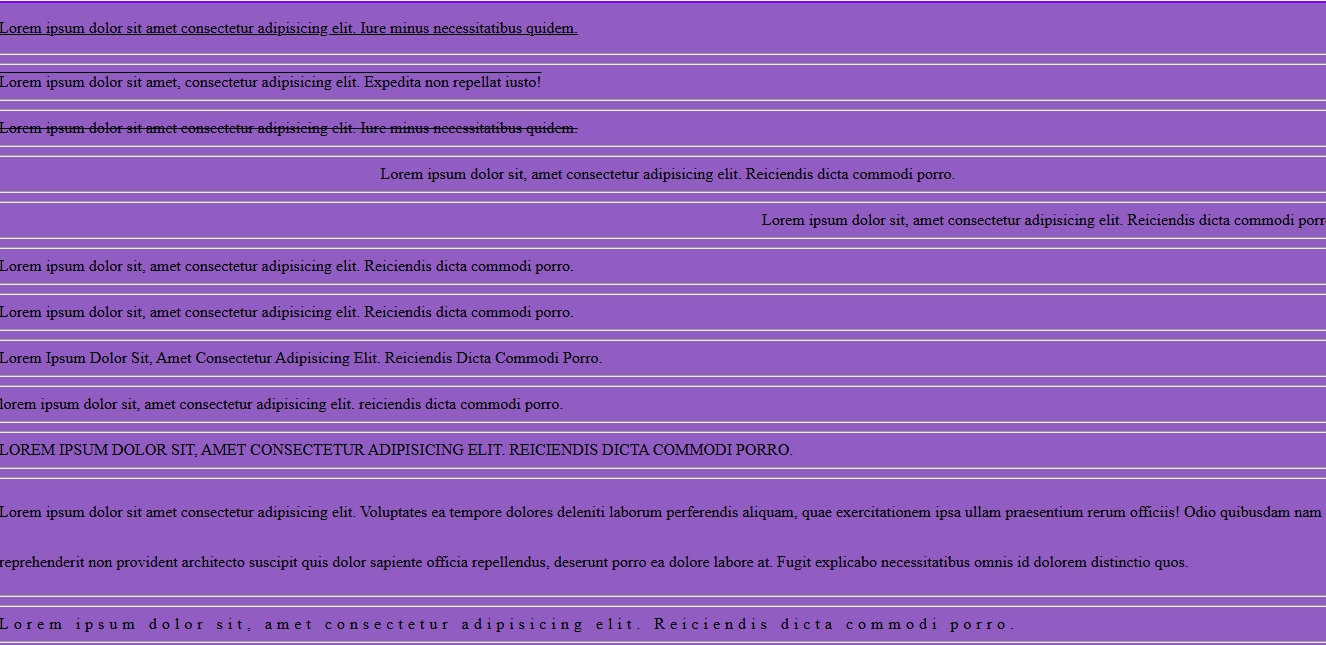 Lorem ipsum dolor sit amet consectetur adipisicing elit. Iure minus necessitatibus quidem.
Lorem ipsum dolor sit amet, consectetur adipisicing elit. Expedita non repellat iusto!
Lorem ipsum dolor sit amet consectetur adipisicing elit. Iure minus necessitatibus quidem.
Lorem ipsum dolor sit, amet consectetur adipisicing elit. Reiciendis dicta commodi porro.
Lorem ipsum dolor sit, amet consectetur adipisicing elit. Reiciendis dicta commodi porr
Lorem ipsum dolor sit, amet consectetur adipisicing elit. Reiciendis dicta commodi porro.
Lorem ipsum dolor sit, amet consectetur adipisicing elit. Reiciendis dicta commodi porro.
Lorem Ipsum Dolor Sit, Amet Consectetur Adipisicing Elit. Reiciendis Dicta Commodi Porro.
lorem ipsum dolor sit, amet consectetur adipisicing elit. reiciendis dicta commodi porro.
LOREM IPSUM DOLOR SIT, AMET CONSECTETUR ADIPISICING ELIT. REICIENDIS DICTA COMMODI PORRO.
Lorem ipsum dolor sit amet consectetur adipisicing elit. Voluptates ea tempore dolores deleniti laborum perferendis aliquam, quae exercitationem ipsa ullam praesentium rerum officiis! Odio quibusdam nam
reprehenderit non provident architecto suscipit quis dolor sapiente officia repellendus, deserunt porro ea dolore labore at. Fugit explicabo necessitatibus omnis id dolorem distinctio quos.
Lorem ipsum dolor sit, amet consectetur adipisicing elit. Reiciendis dicta commodi porro.